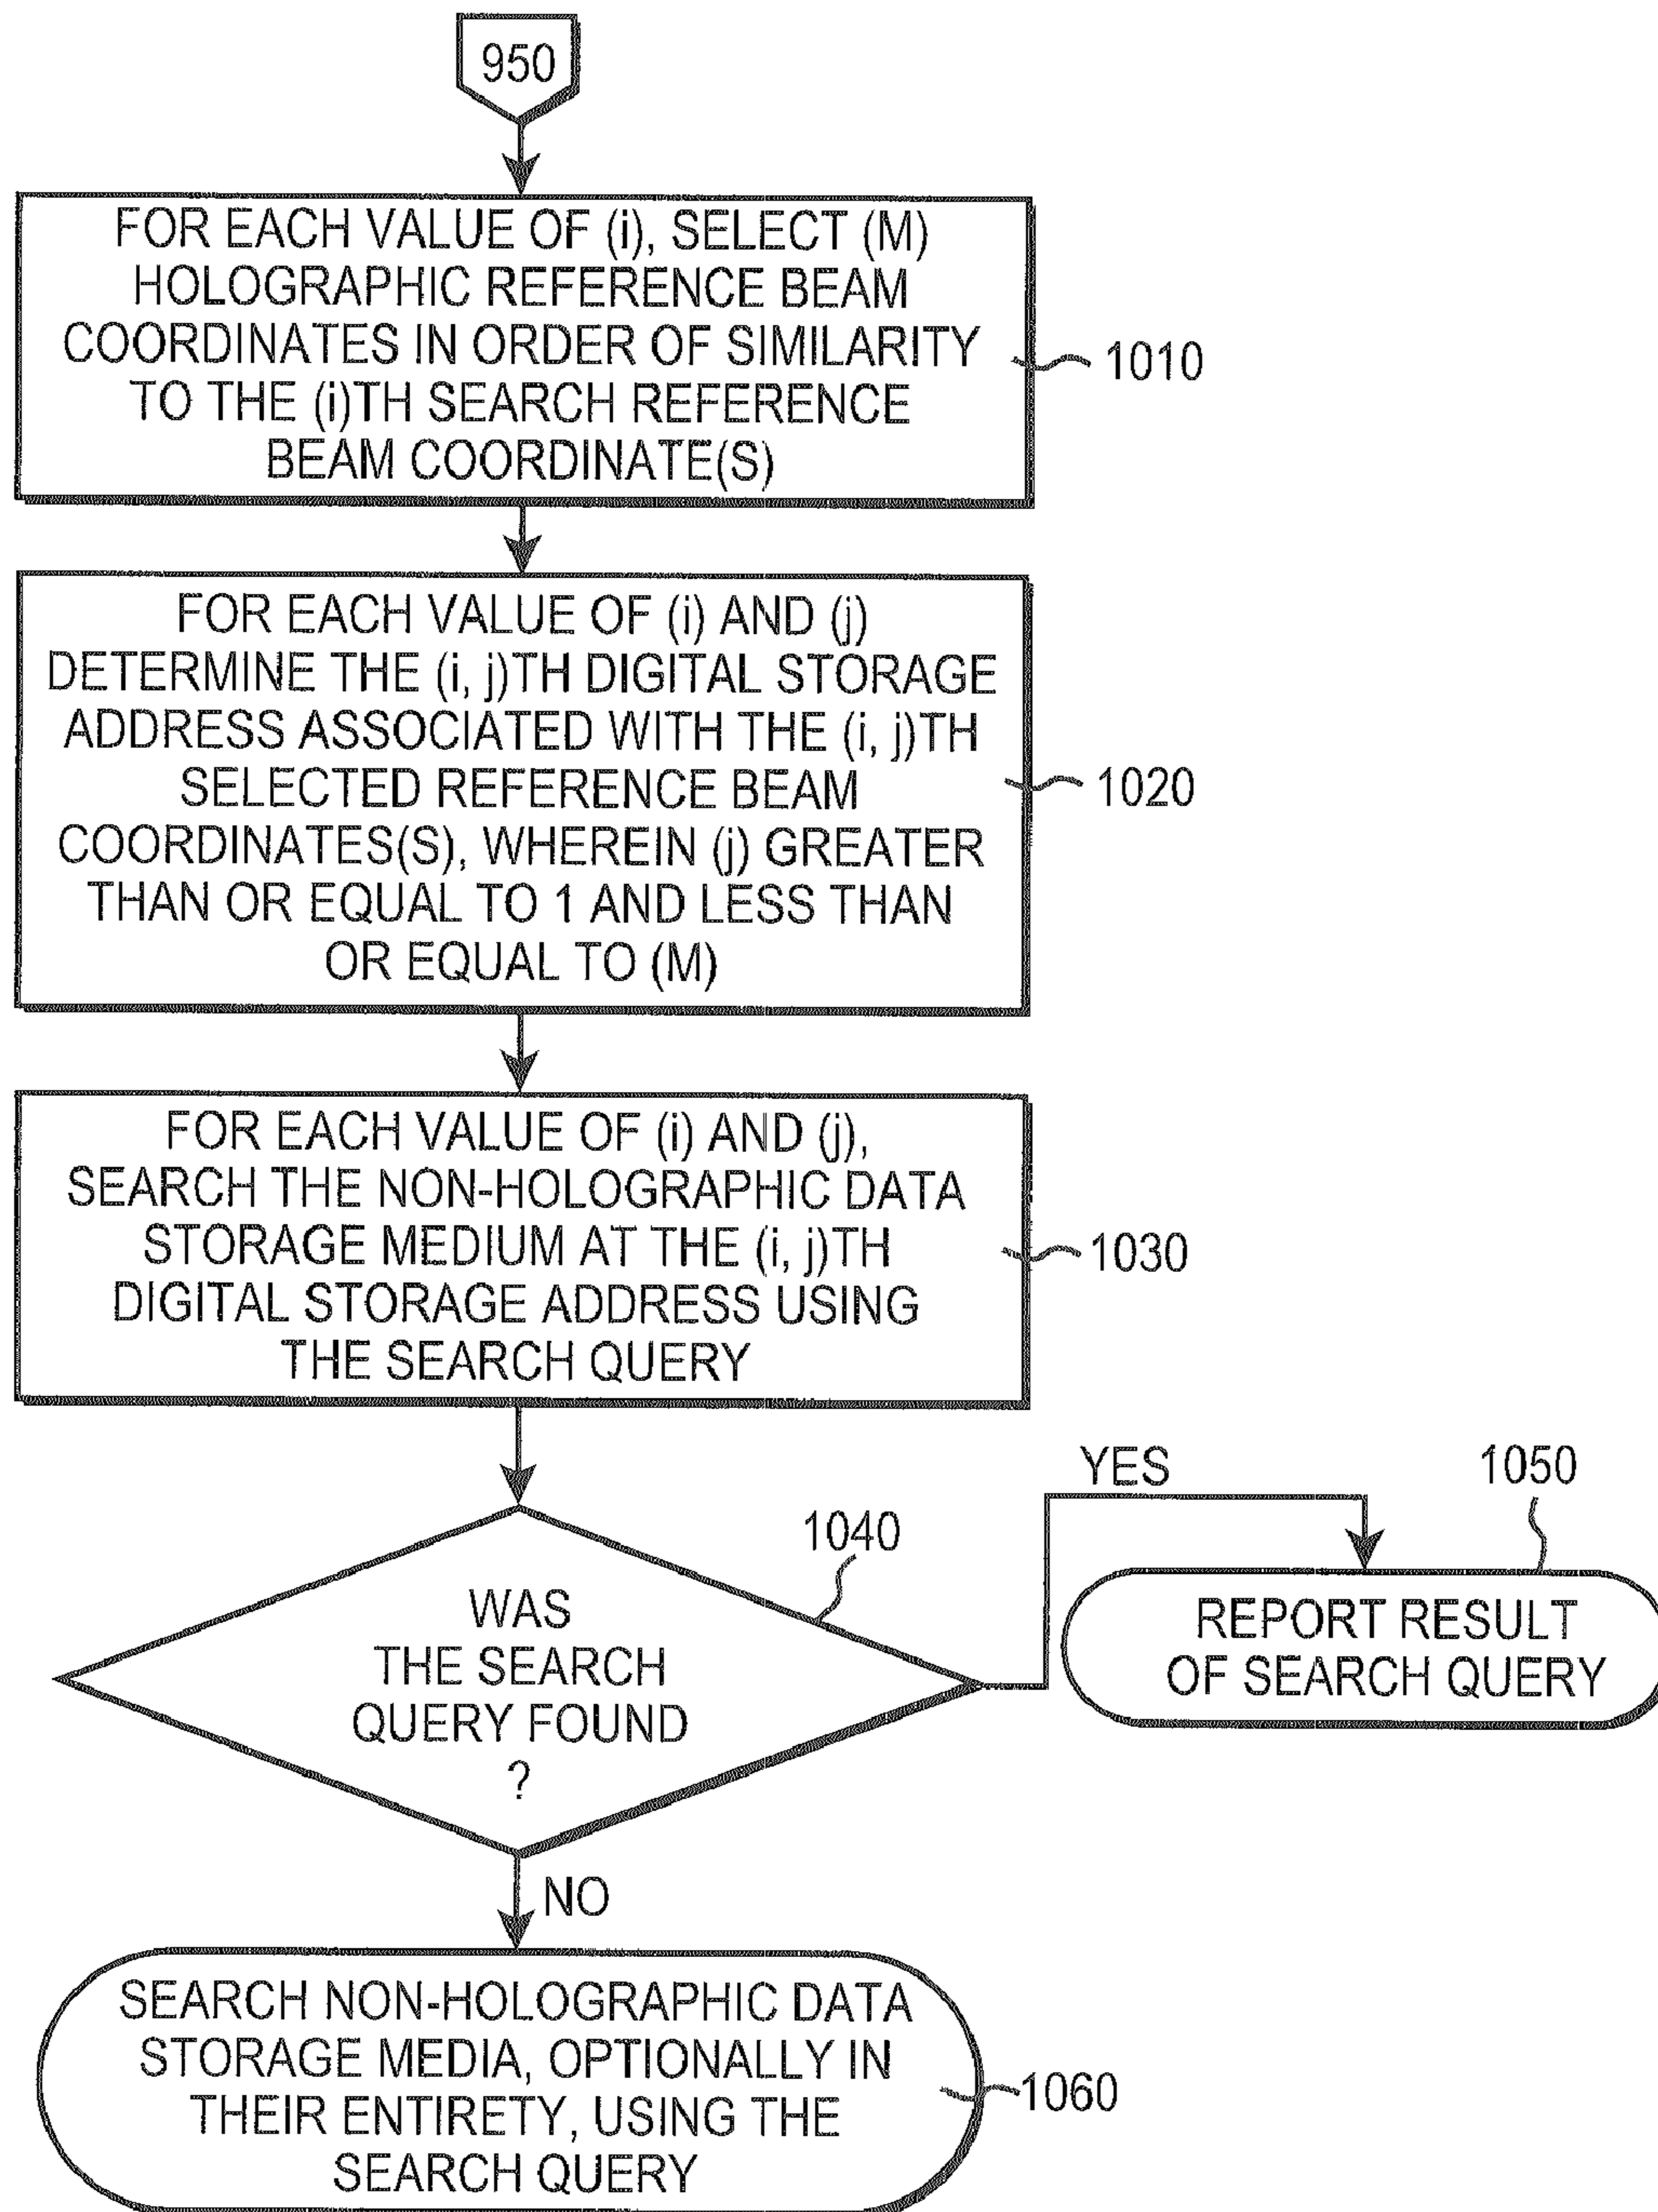 950
FOR EACH VALUE OF (i), SELECT (M)
HOLOGRAPHIC REFERENCE BEAM
COORDINATES IN ORDER OF SIMILARITY
TO THE (i)TH SEARCH REFERENCE
BEAM COORDINATE(S)
1010
FOR EACH VALUE OF (i) AND (j)
DETERMINE THE (i, j)TH DIGITAL STORAGE
ADDRESS ASSOCIATED WITH THE (i, j)TH
SELECTED REFERENCE BEAM
COORDINATES(S), WHEREIN (j) GREATER
THAN OR EQUAL TO 1 AND LESS THAN
OR EQUAL TO (M)
1020
FOR EACH VALUE OF (i) AND (j),
SEARCH THE NON-HOLOGRAPHIC DATA
STORAGE MEDIUM AT THE (i, j)TH
DIGITAL STORAGE ADDRESS USING
THE SEARCH QUERY
1030
WAS
THE SEARCH
QUERY FOUND
?
1040
YES
1050
REPORT RESULT
OF SEARCH QUERY
NO
SEARCH NON-HOLOGRAPHIC DATA
STORAGE MEDIA, OPTIONALLY IN
THEIR ENTIRETY, USING THE
SEARCH QUERY
1060